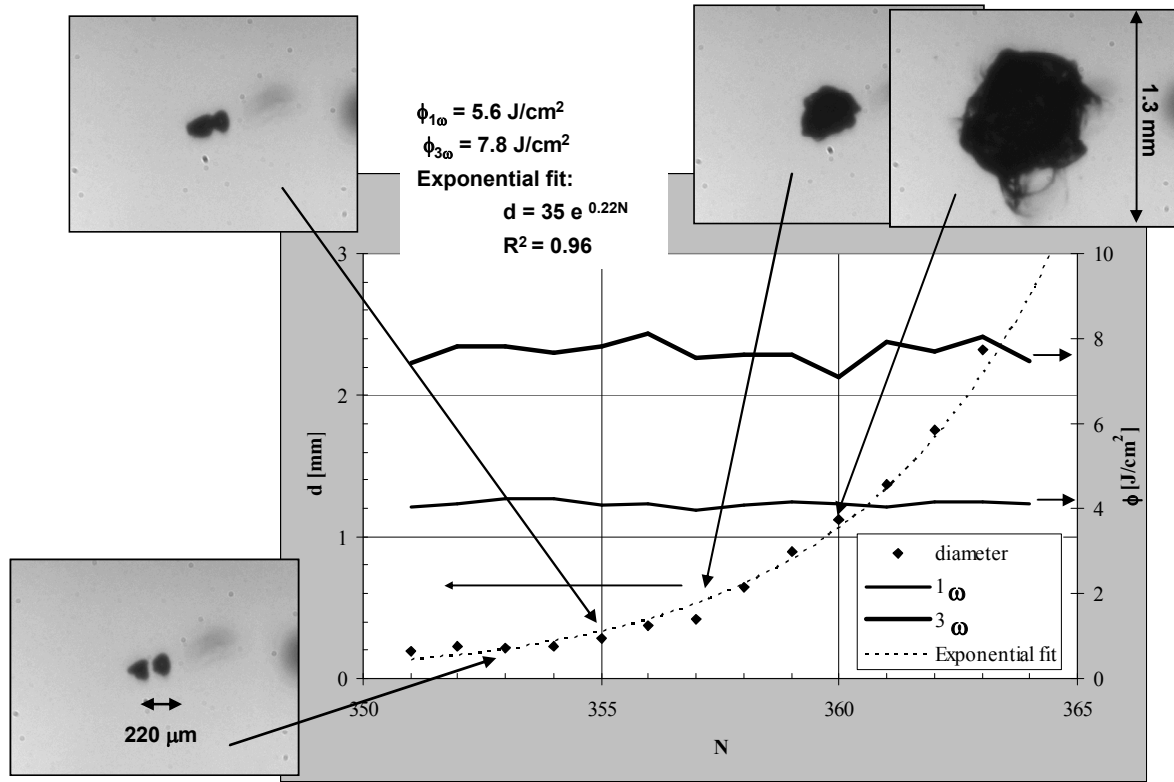 ϕ1ω = 5.6 J/cm²
ϕ3ω = 7.8 J/cm²
Exponential fit:
d = 35 e 0.22N
R² = 0.96
1.3 mm
220 μm
3
2
1
0
d [mm]
10
8
6
4
2
0
ϕ [J/cm²]
350
355
360
365
N
diameter
1ω
3ω
Exponential fit